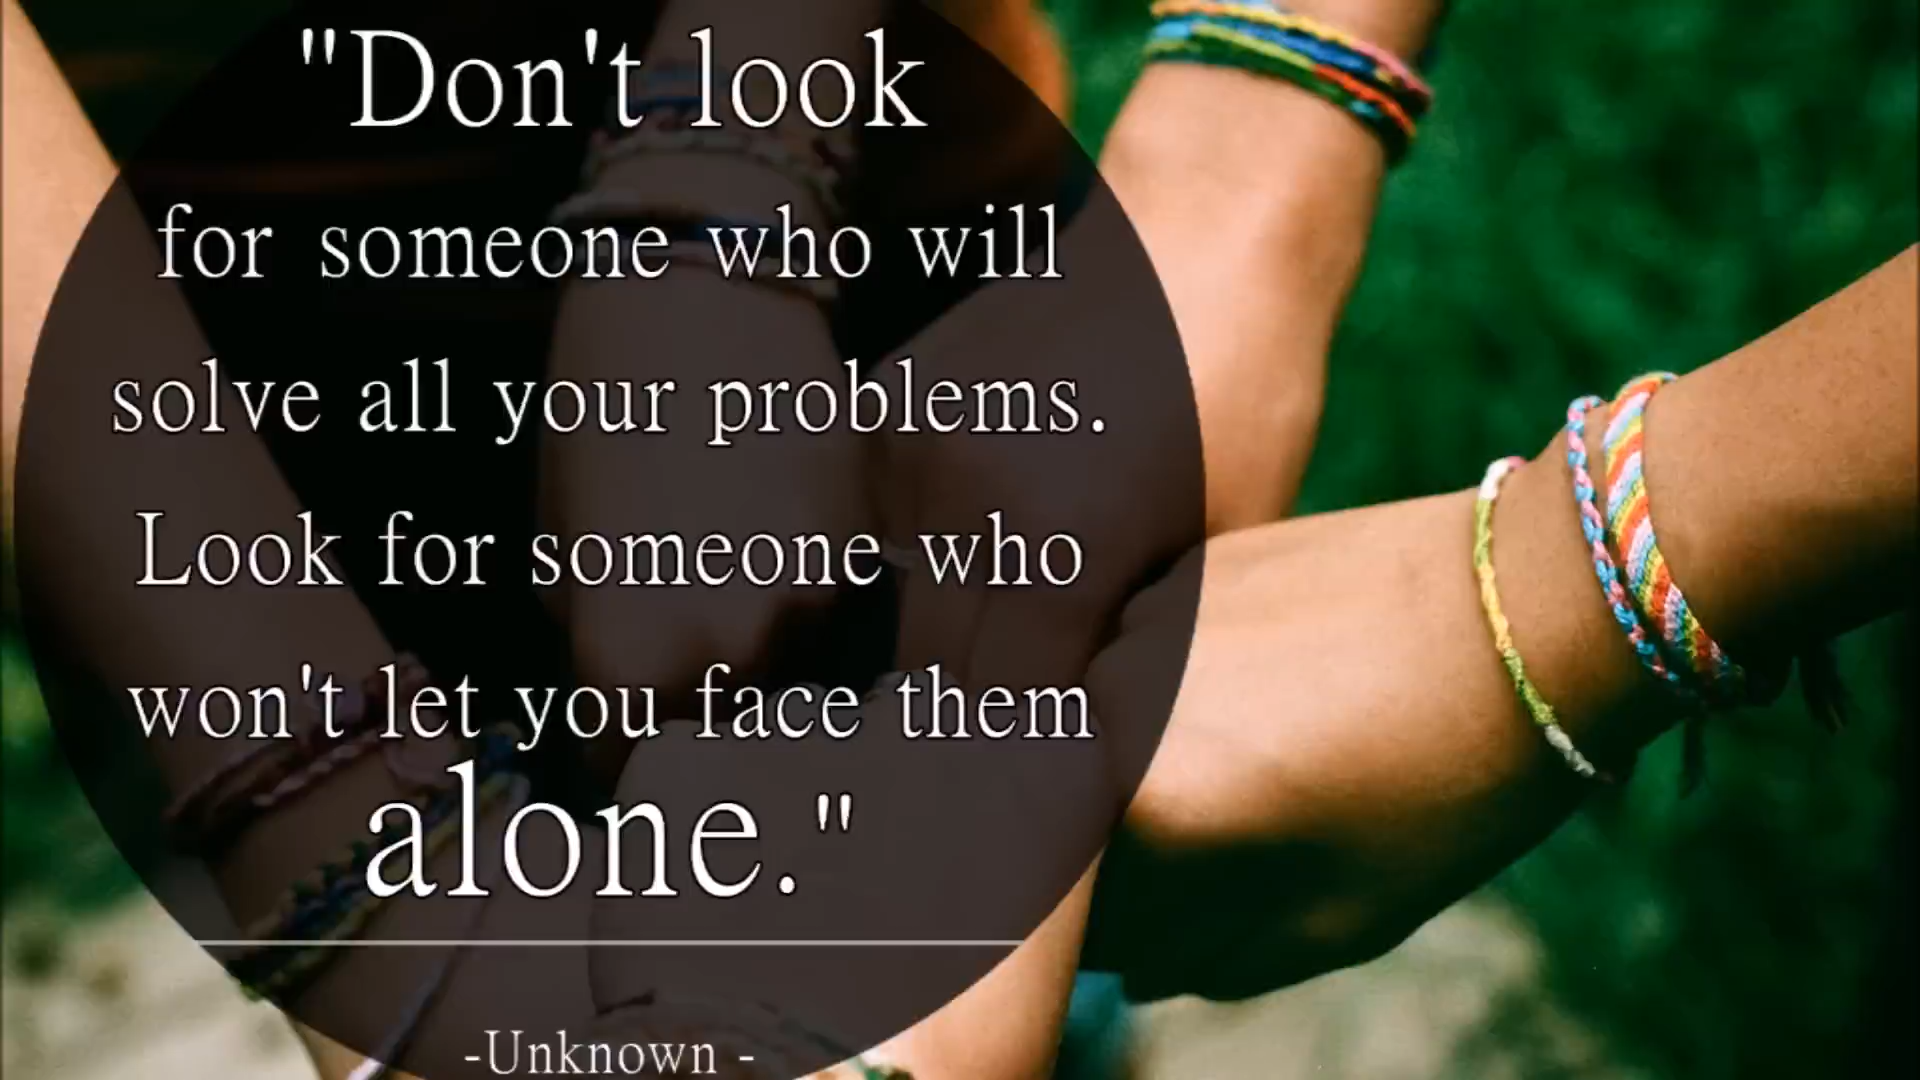 "Don't look
for someone who will
solve all your problems.
Look for someone who
won't let you face them
alone."
-Unknown -